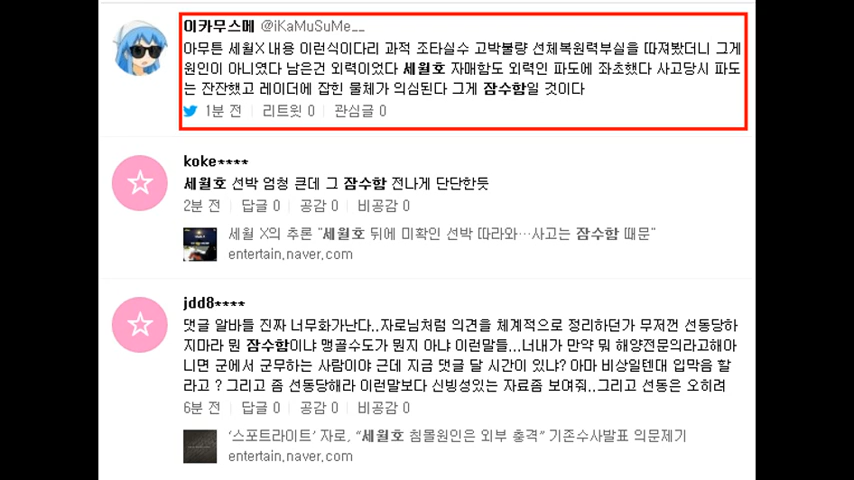 이카무스메 @iKaMuSuMe__
아무튼 세월X 내용 이런식이다리 과적 조타실수 고박불량 선체복원력부실을 따져봤더니 그게
원인이 아니였다 남은건 외력이었다 세월호 자매함도 외력인 파도에 좌초했다 사고당시 파도
는 잔잔했고 레이더에 잡힌 물체가 의심된다 그게 잠수함일 것이다
1분 전 리트윗 0 관심글 0
koke****
세월호 선박 엄청 큰데 그 잠수함 전나게 단단한듯
2분 전 답글 0 공감 0 비공감 0
세월 X의 추론 "세월호 뒤에 미확인 선박 따라와…사고는 잠수함 때문"
entertain.naver.com
jdd8****
댓글 알바들 진짜 너무화가난다..자로님처럼 의견을 체계적으로 정리하던가 무저껀 선동당하
지마라 뭔 잠수함이냐 맹골수도가 뭔지 아냐 이런말들...너내가 만약 뭐 해양전문의라고해아
니면 군에서 군무하는 사람이야 근데 지금 댓글 달 시간이 있냐? 아마 비상일텐대 입막음 할
라고 ? 그리고 좀 선동당해라 이런말보다 신빙성있는 자료좀 보여줘..그리고 선동은 오히려
6분 전 답글 0 공감 0 비공감 0
‘스포트라이트’ 자로, “세월호 침몰원인은 외부 충격” 기존수사발표 의문제기
entertain.naver.com